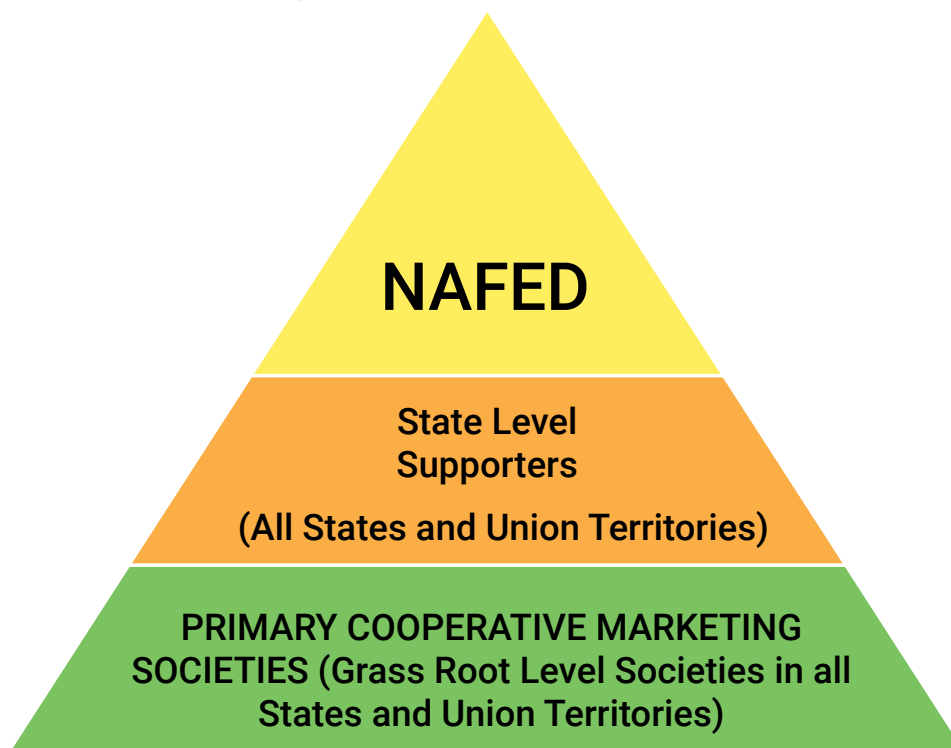 NAFED
State Level
Supporters
(All States and Union Territories)
PRIMARY COOPERATIVE MARKETING
SOCIETIES (Grass Root Level Societies in all
States and Union Territories)